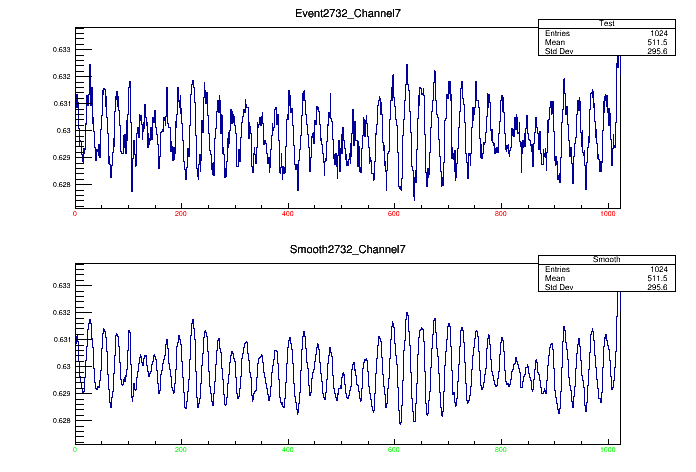 Event2732_Channel7
Test
Entries 1024
Mean 511.5
Std Dev 295.6
0.633
0.632
0.631
0.63
0.629
0.628
0 200 400 600 800 1000
Smooth2732_Channel7
Smooth
Entries 1024
Mean 511.5
Std Dev 295.6
0.633
0.632
0.631
0.63
0.629
0.628
0 200 400 600 800 1000